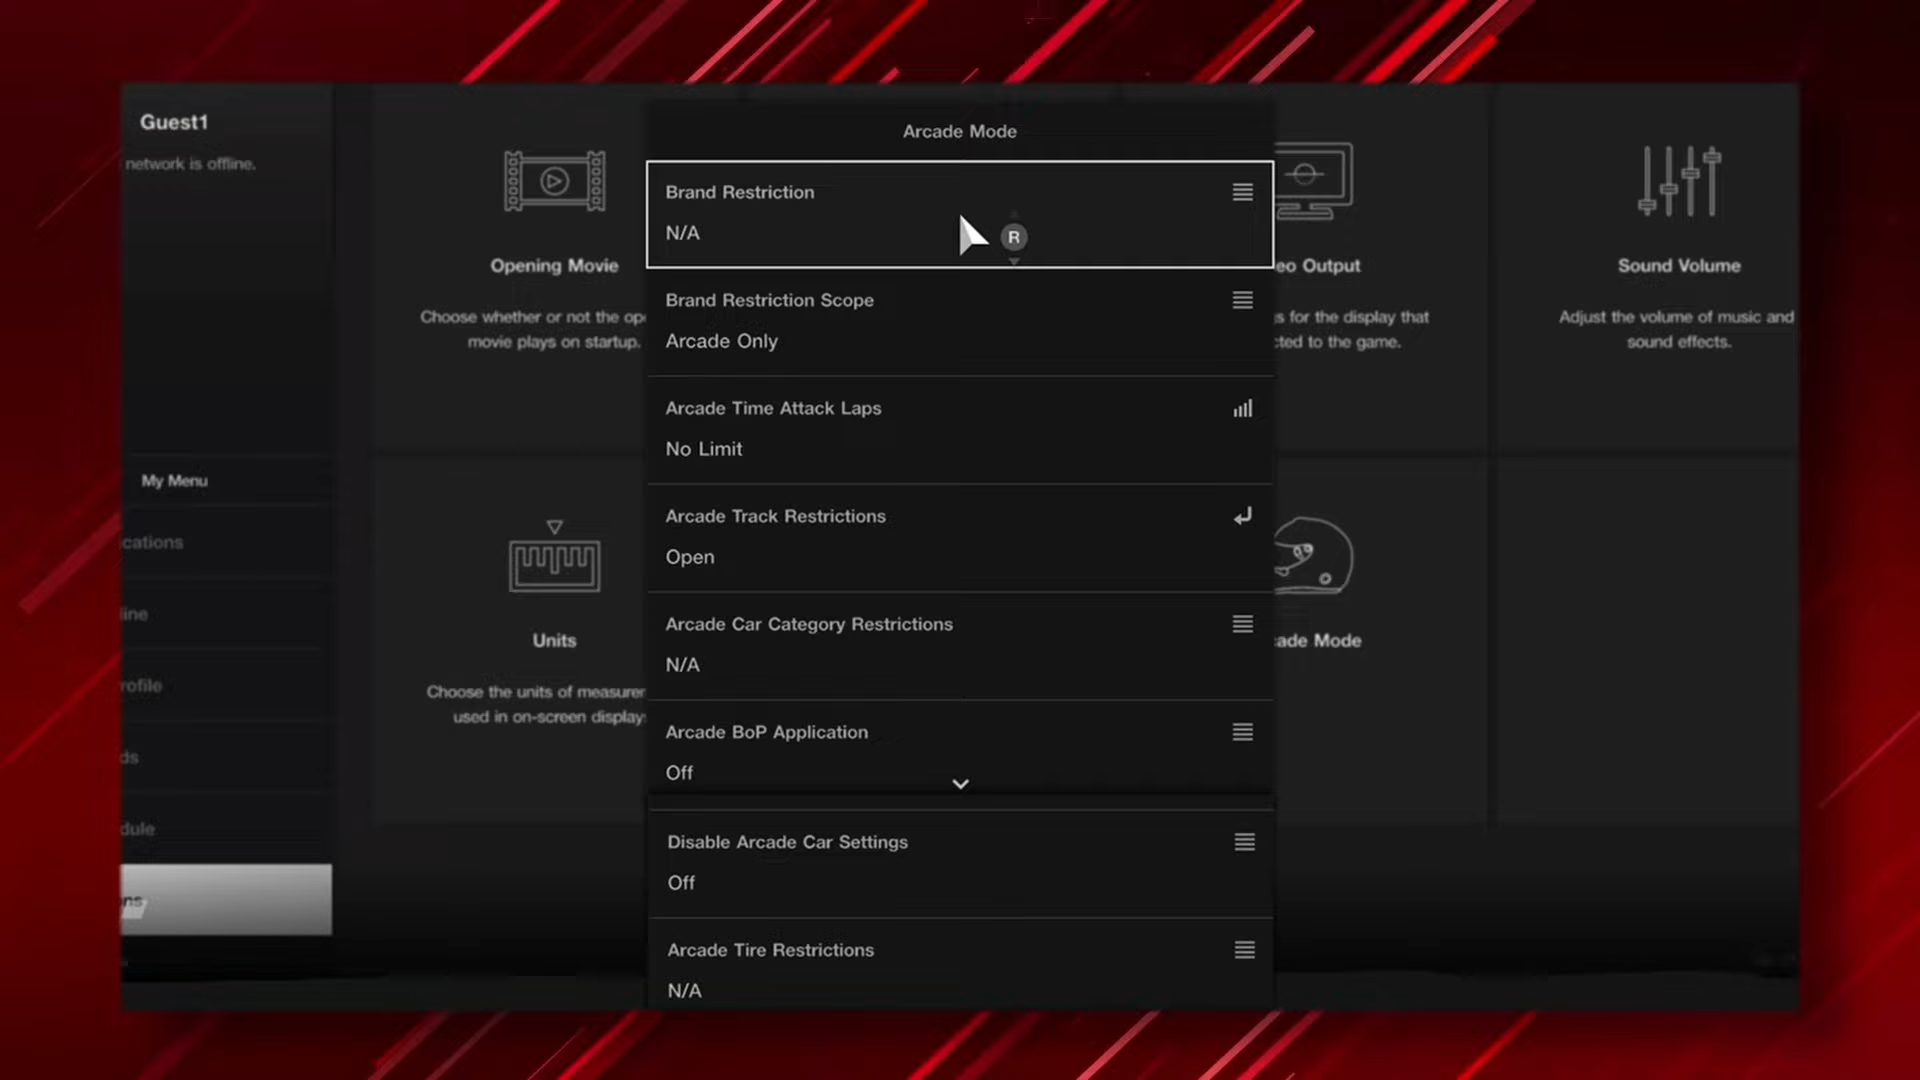 Guest1
network is offline.
My Menu
cations
line
rofile
ds
dule
ons
Opening Movie
Choose whether or not the ope
movie plays on startup.
Units
Choose the units of measurem
used in on-screen display
Arcade Mode
Brand Restriction
N/A
R
Brand Restriction Scope
Arcade Only
Arcade Time Attack Laps
No Limit
Arcade Track Restrictions
Open
Arcade Car Category Restrictions
N/A
Arcade BoP Application
Off
Disable Arcade Car Settings
Off
Arcade Tire Restrictions
N/A
eo Output
s for the display that
cted to the game.
ade Mode
Sound Volume
Adjust the volume of music and
sound effects.